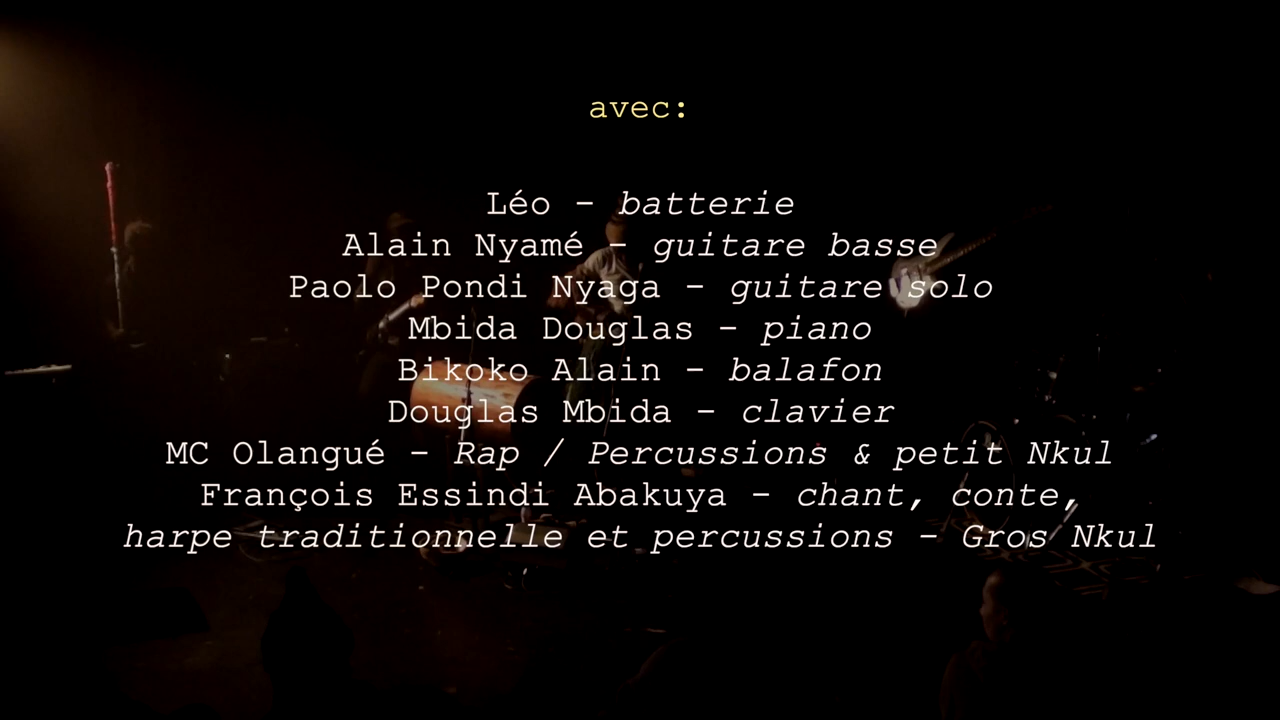 avec:
Léo - batterie
Alain Nyamé - guitare basse
Paolo Pondi Nyaga - guitare solo
Mbida Douglas - piano
Bikoko Alain - balafon
Douglas Mbida - clavier
MC Olangué - Rap / Percussions & petit Nkul
François Essindi Abakuya - chant, conte,
harpe traditionnelle et percussions - Gros Nkul